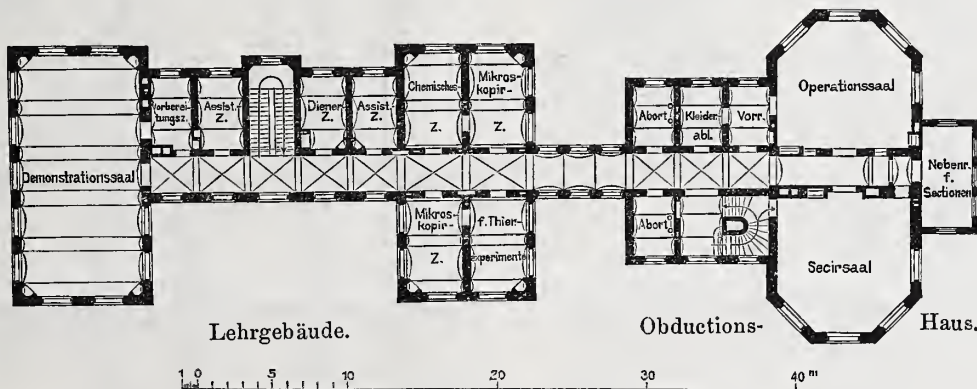 Demonstrationssaal
Vorberei-
tungsz.
Assist.
Z.
Diener
Z.
Assist.
Z.
Chemisches
Z.
Mikros-
kopir-
Z.
Mikros-
kopir-
Z.
f. Thier-
experimente
Abort
Kleider
abl.
Vorr.
Abort
Operationssaal
Secirsaal
Nebenr.
f.
Sectionen
Lehrgebäude.
Obductions-
Haus.
1 0 5 10 20 30 40 m